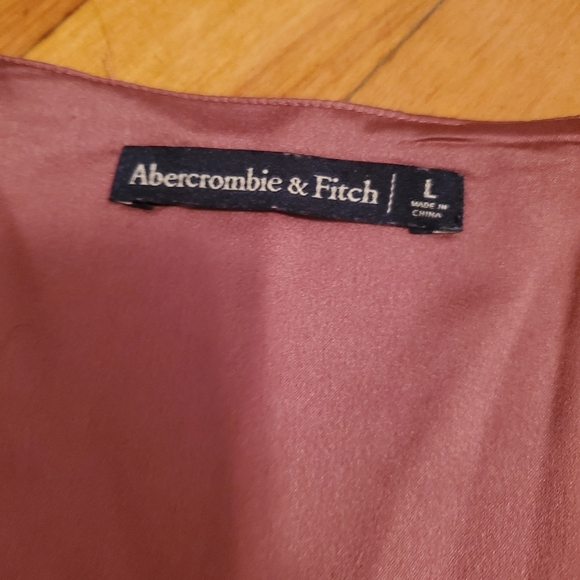 Abercrombie & Fitch
L
MADE IN
CHINA